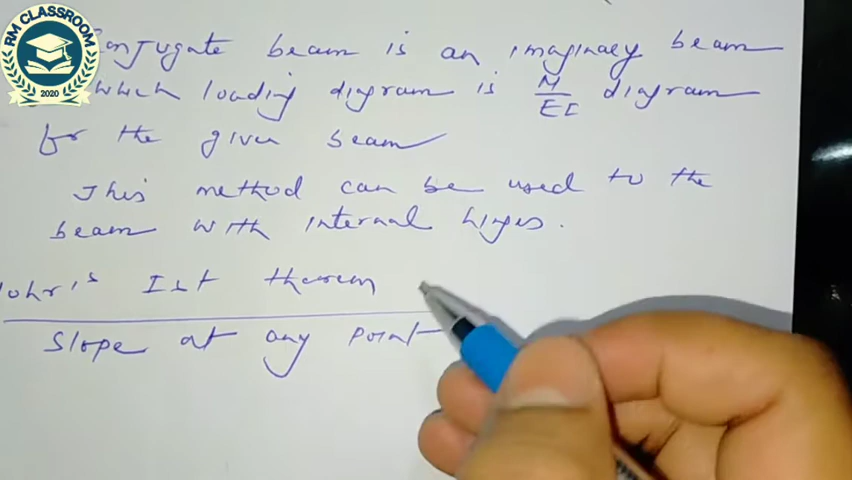 RM CLASSROOM
2020
Conjugate beam is an imaginary beam
which loading diagram is M/EI diagram
for the given beam
This method can be used to the
beam with internal hinges.
Mohr's Ist theorem
Slope at any point